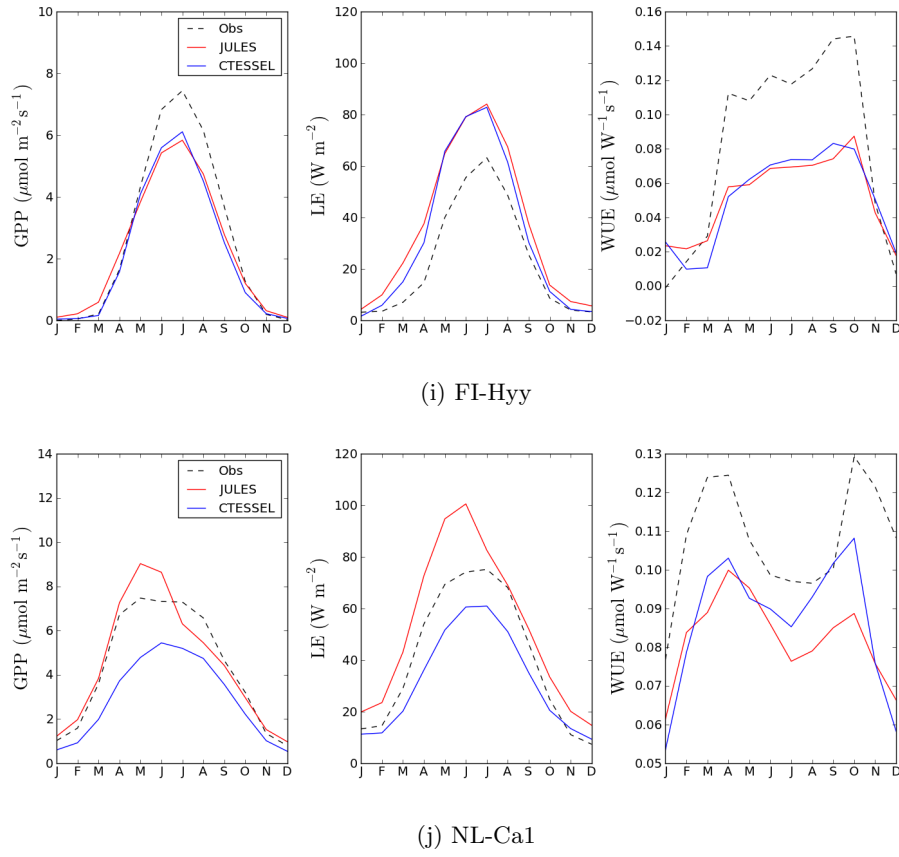 GPP (μmol m⁻² s⁻¹)
10
8
6
4
2
0
Obs
JULES
CTESSEL
J F M A M J J A S O N D
LE (W m⁻²)
120
100
80
60
40
20
0
J F M A M J J A S O N D
WUE (μmol W⁻¹ s⁻¹)
0.16
0.14
0.12
0.10
0.08
0.06
0.04
0.02
0.00
−0.02
J F M A M J J A S O N D
(i) FI-Hyy
GPP (μmol m⁻² s⁻¹)
14
12
10
8
6
4
2
0
Obs
JULES
CTESSEL
J F M A M J J A S O N D
LE (W m⁻²)
120
100
80
60
40
20
0
J F M A M J J A S O N D
WUE (μmol W⁻¹ s⁻¹)
0.13
0.12
0.11
0.10
0.09
0.08
0.07
0.06
0.05
J F M A M J J A S O N D
(j) NL-Ca1